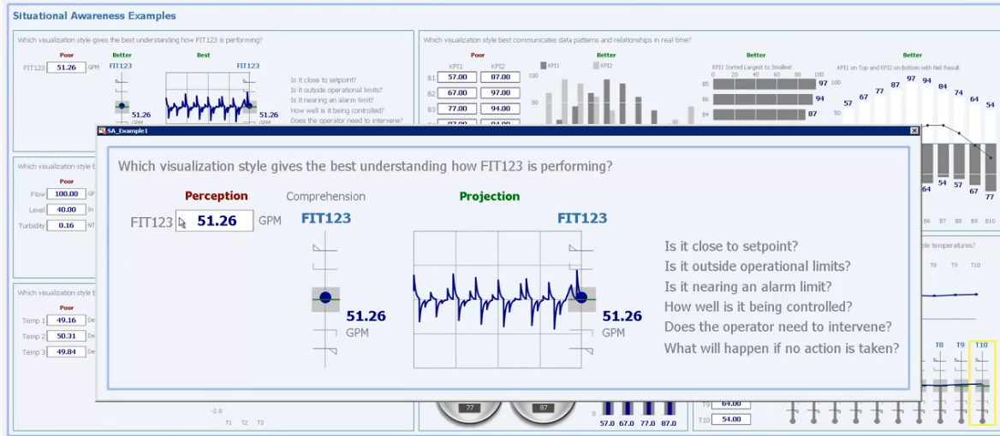 Situational Awareness Examples
Which visualization style gives the best understanding how FIT123 is performing?
Poor Better Best
FIT123 51.26 GPM FIT123 FIT123
51.26 51.26
GPM GPM
Is it close to setpoint?
Is it outside operational limits?
Is it nearing an alarm limit?
How well is it being controlled?
Does the operator need to intervene?
Which visualization style best communicates data patterns and relationships in real time?
Poor Better Better Better
KPI1 KPI2
B1 57.00 87.00
B2 67.00 97.00
B3 77.00 94.00
87.00 84.00
KPI1 KPI2
100
80
KPI1 Sorted Largest to Smallest
0 20 40 60 80 100
B5 97
B6 94
B4 87
KPI1 on Top and KPI2 on Bottom with Net Result
100
50
57 67 77 87 97 94 84 74 64 54
64 54 57 67 77
B6 B7 B8 B9 B10
SA_Example1
Which visualization style gives the best understanding how FIT123 is performing?
Perception Comprehension Projection
FIT123 51.26 GPM
FIT123
51.26
GPM
FIT123
51.26
GPM
Is it close to setpoint?
Is it outside operational limits?
Is it nearing an alarm limit?
How well is it being controlled?
Does the operator need to intervene?
What will happen if no action is taken?
Which visualization style b
Poor
Flow 100.00 GP
Level 40.00 In
Turbidity 0.16 NT
Which visualization style b
Poor
Temp 1 49.16 De
Temp 2 50.31 De
Temp 3 49.84 De
-2.0
T1 T2 T3
77 87
0
57.0 67.0 77.0 87.0
ple temperatures?
T8 T9 T10
T8 T9 T10
T9 64.00
T10 54.00